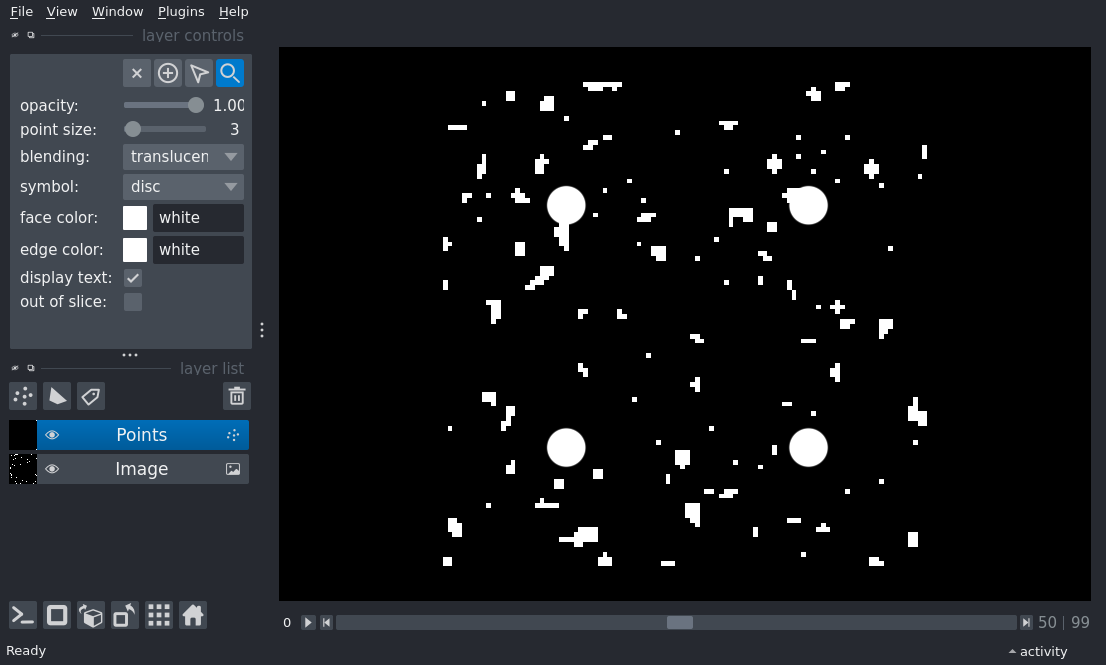 File View Window Plugins Help
layer controls
opacity: 1.00
point size: 3
blending: translucen
symbol: disc
face color: white
edge color: white
display text:
out of slice:
layer list
Points
Image
0 50 | 99
Ready activity